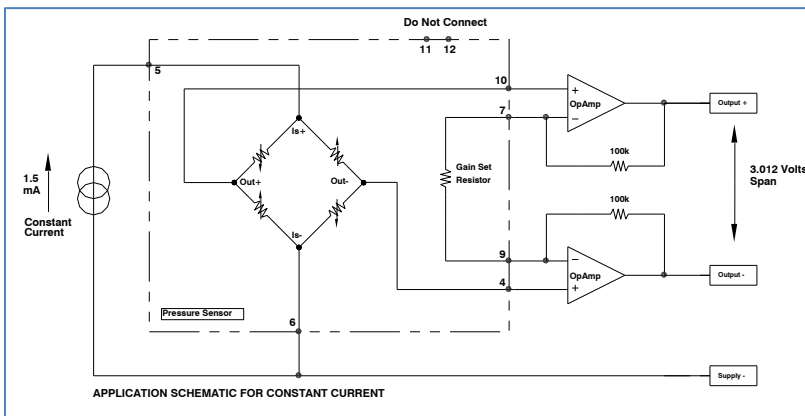 Do Not Connect
11 12
5
10
+
OpAmp
−
Output +
7
Is+
100k
1.5
mA
Gain Set
Resistor
3.012 Volts
Span
Out+
Out-
Constant
Current
100k
Is-
9
−
OpAmp
+
Output -
4
Pressure Sensor
6
Supply -
APPLICATION SCHEMATIC FOR CONSTANT CURRENT